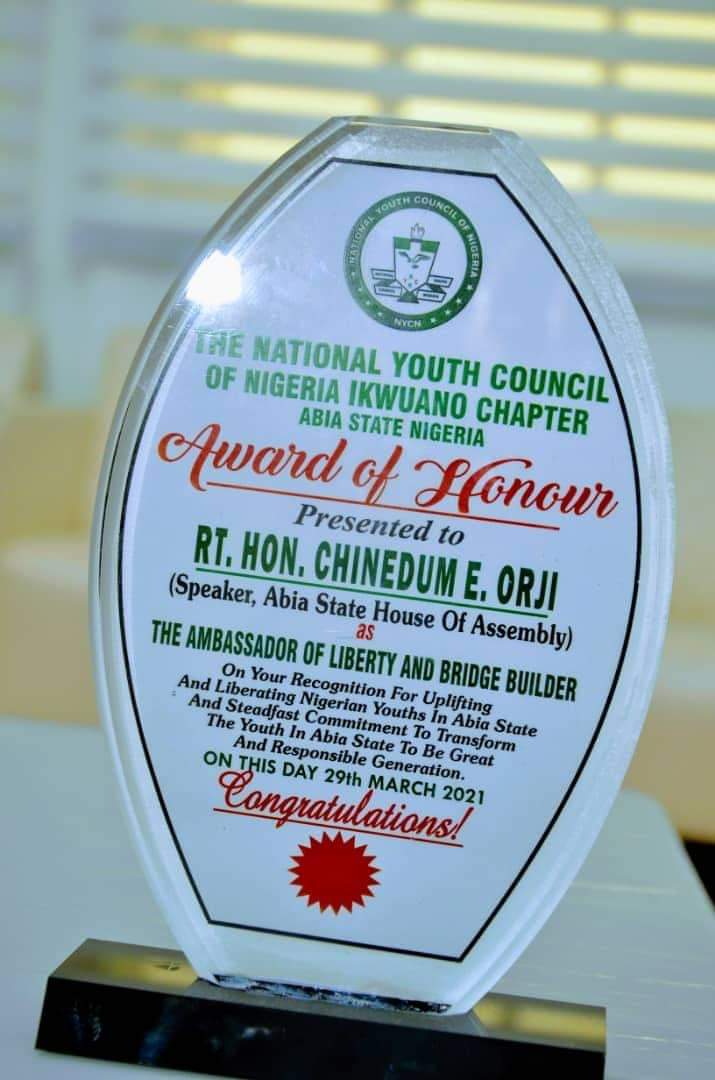 NATIONAL YOUTH COUNCIL OF NIGERIA
NYCN
THE NATIONAL YOUTH COUNCIL
OF NIGERIA IKWUANO CHAPTER
ABIA STATE NIGERIA
Award of Honour
Presented to
RT. HON. CHINEDUM E. ORJI
(Speaker, Abia State House Of Assembly)
as
THE AMBASSADOR OF LIBERTY AND BRIDGE BUILDER
On Your Recognition For Uplifting
And Liberating Nigerian Youths In Abia State
And Steadfast Commitment To Transform
The Youth In Abia State To Be Great
And Responsible Generation.
ON THIS DAY 29th MARCH 2021
Congratulations!